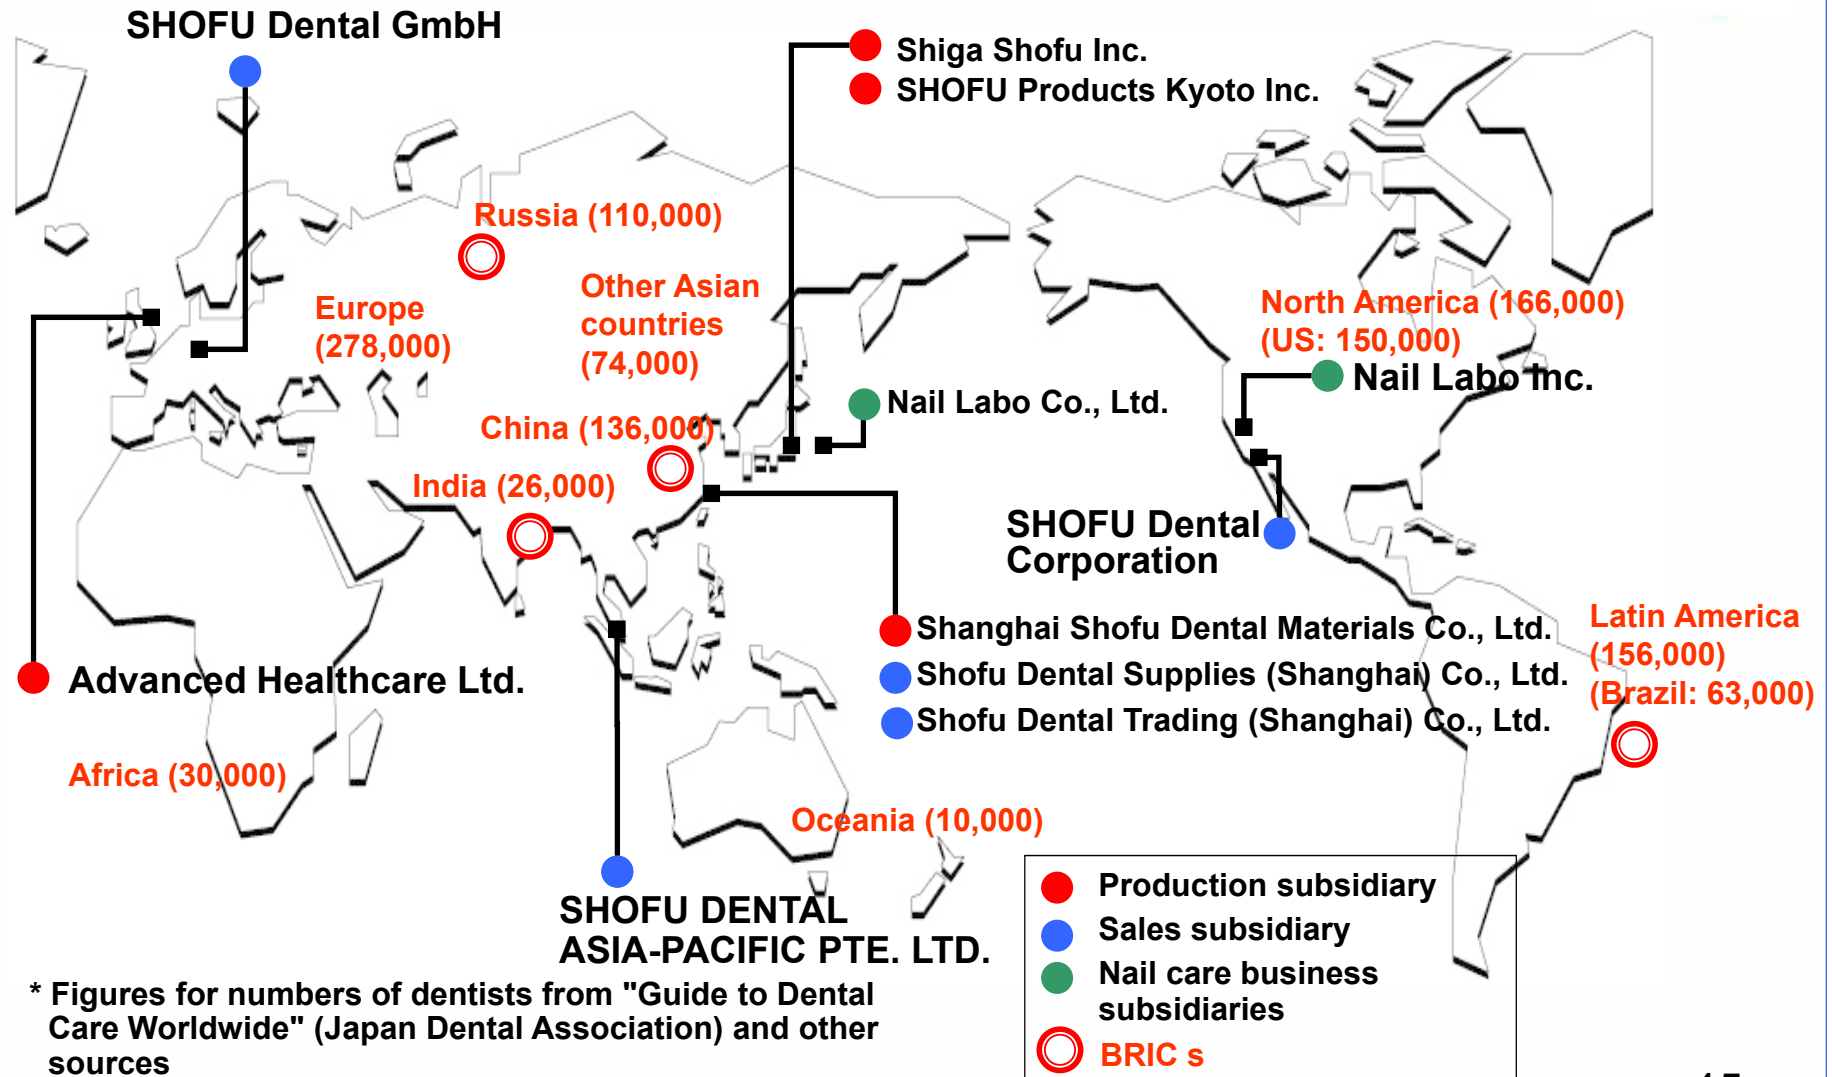 SHOFU Dental GmbH
Shiga Shofu Inc.
SHOFU Products Kyoto Inc.
Russia (110,000)
Other Asian
countries
(74,000)
Europe
(278,000)
North America (166,000)
(US: 150,000)
Nail Labo Inc.
Nail Labo Co., Ltd.
China (136,000)
India (26,000)
SHOFU Dental
Corporation
Shanghai Shofu Dental Materials Co., Ltd.
Shofu Dental Supplies (Shanghai) Co., Ltd.
Shofu Dental Trading (Shanghai) Co., Ltd.
Latin America
(156,000)
(Brazil: 63,000)
Advanced Healthcare Ltd.
Africa (30,000)
Oceania (10,000)
SHOFU DENTAL
ASIA-PACIFIC PTE. LTD.
Production subsidiary
Sales subsidiary
Nail care business
subsidiaries
BRIC s
* Figures for numbers of dentists from "Guide to Dental
Care Worldwide" (Japan Dental Association) and other
sources